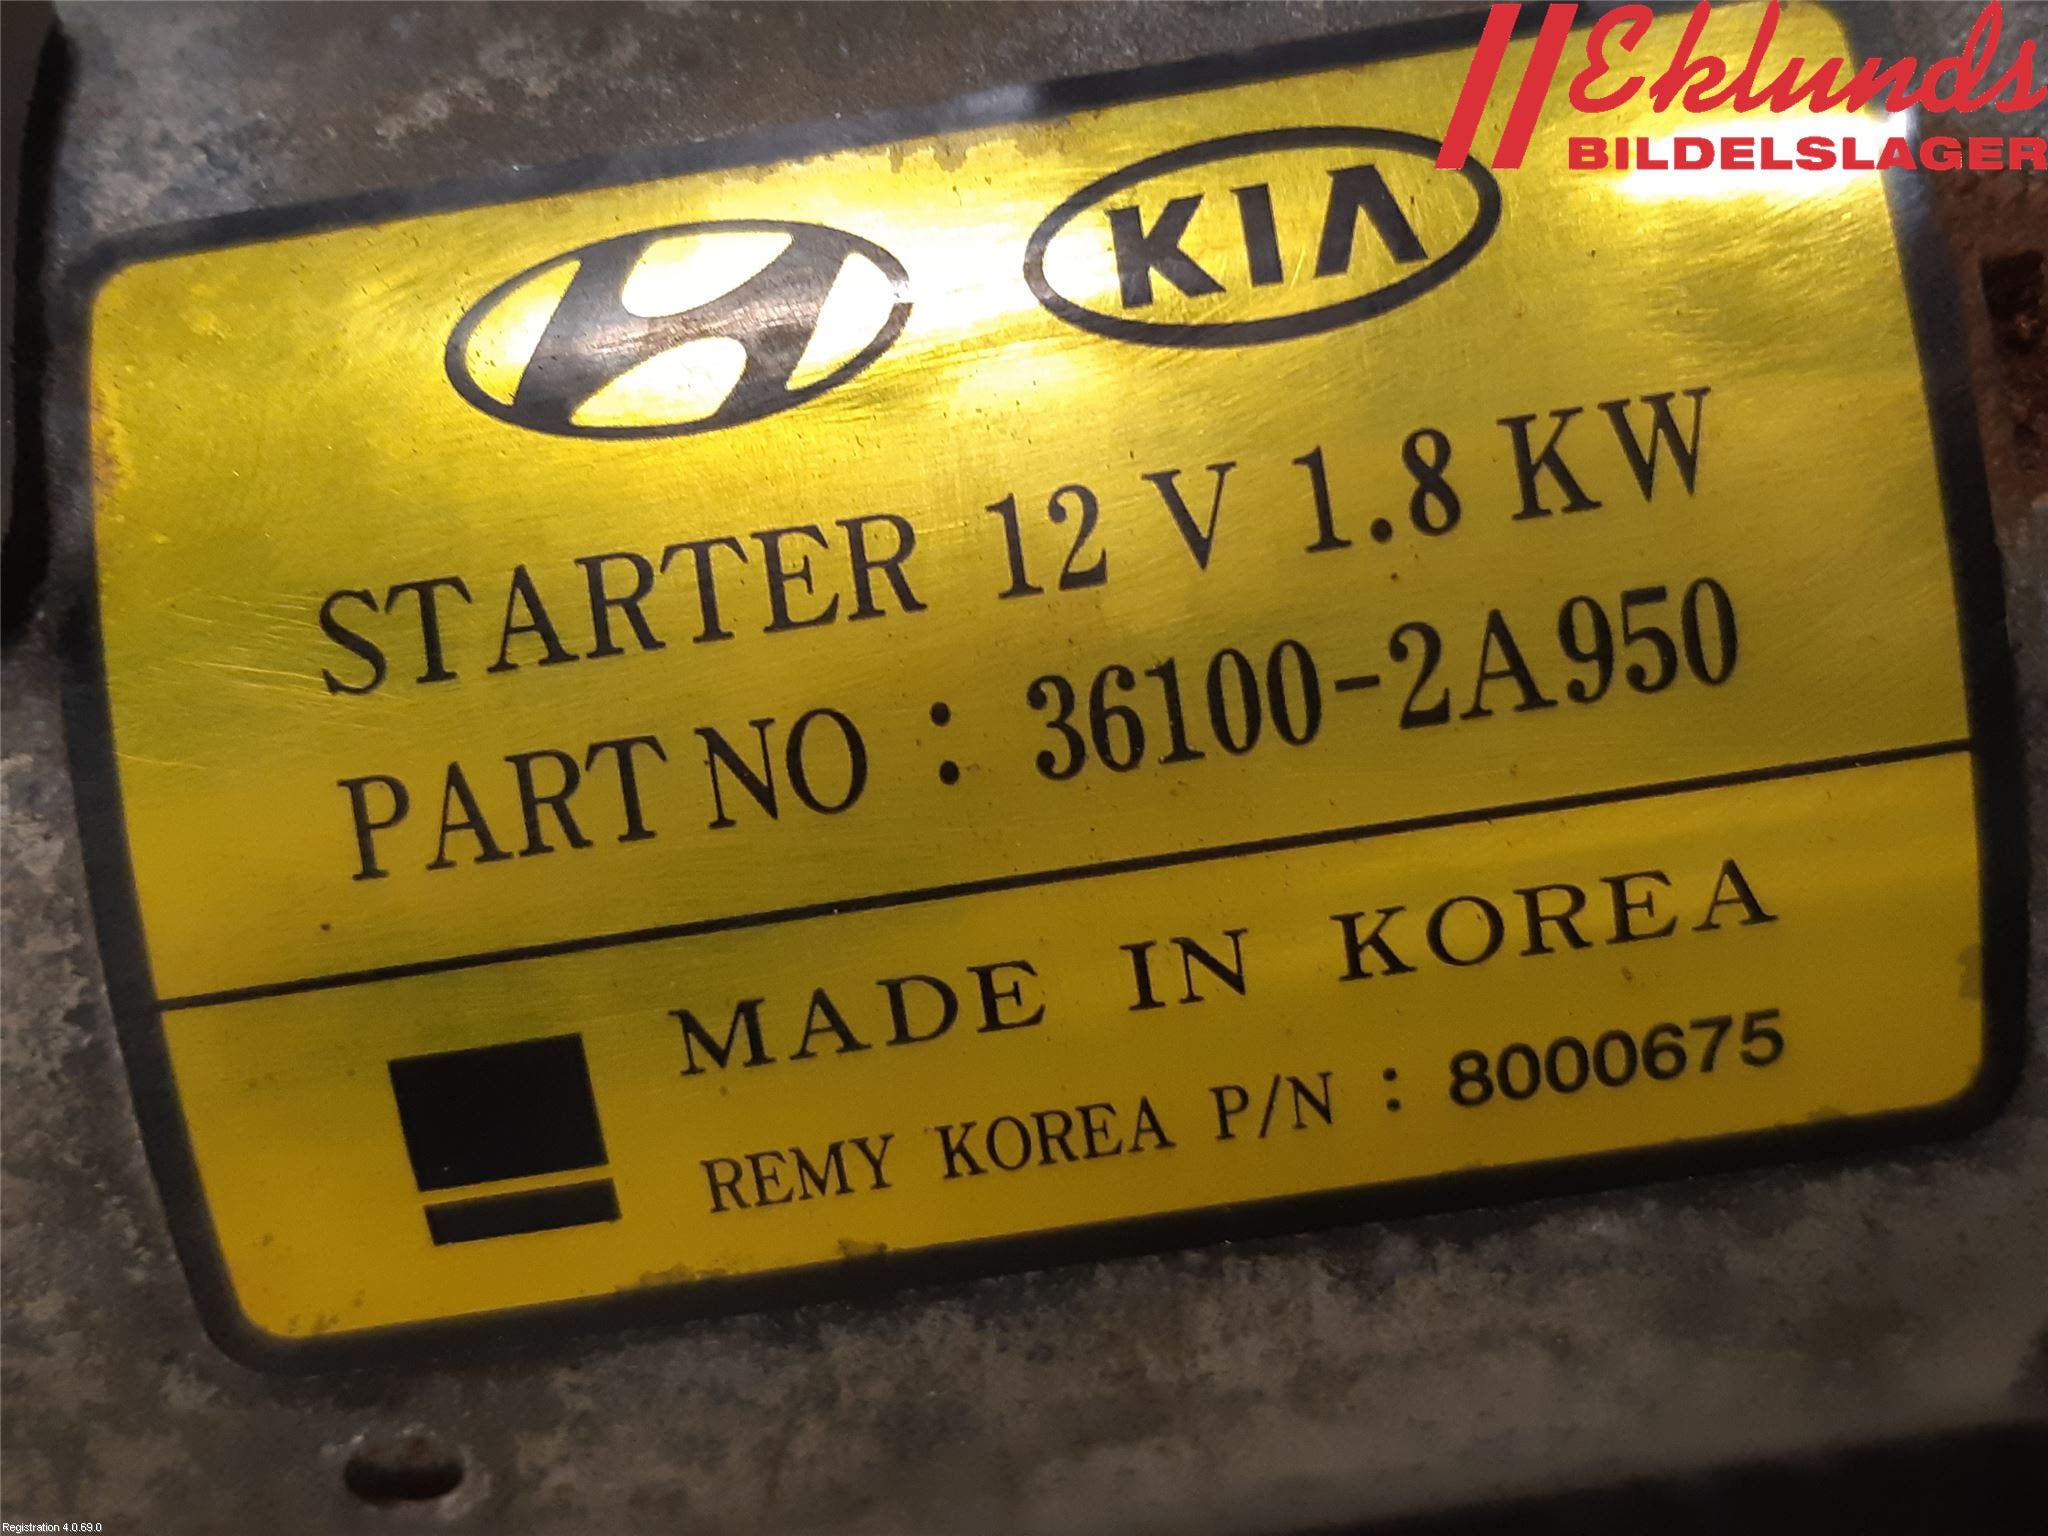 Eklunds
BILDELSLAGER
KIA
STARTER 12 V 1.8 KW
PART NO : 36100-2A950
MADE IN KOREA
REMY KOREA P/N : 8000675
Registration 4.0.69.0